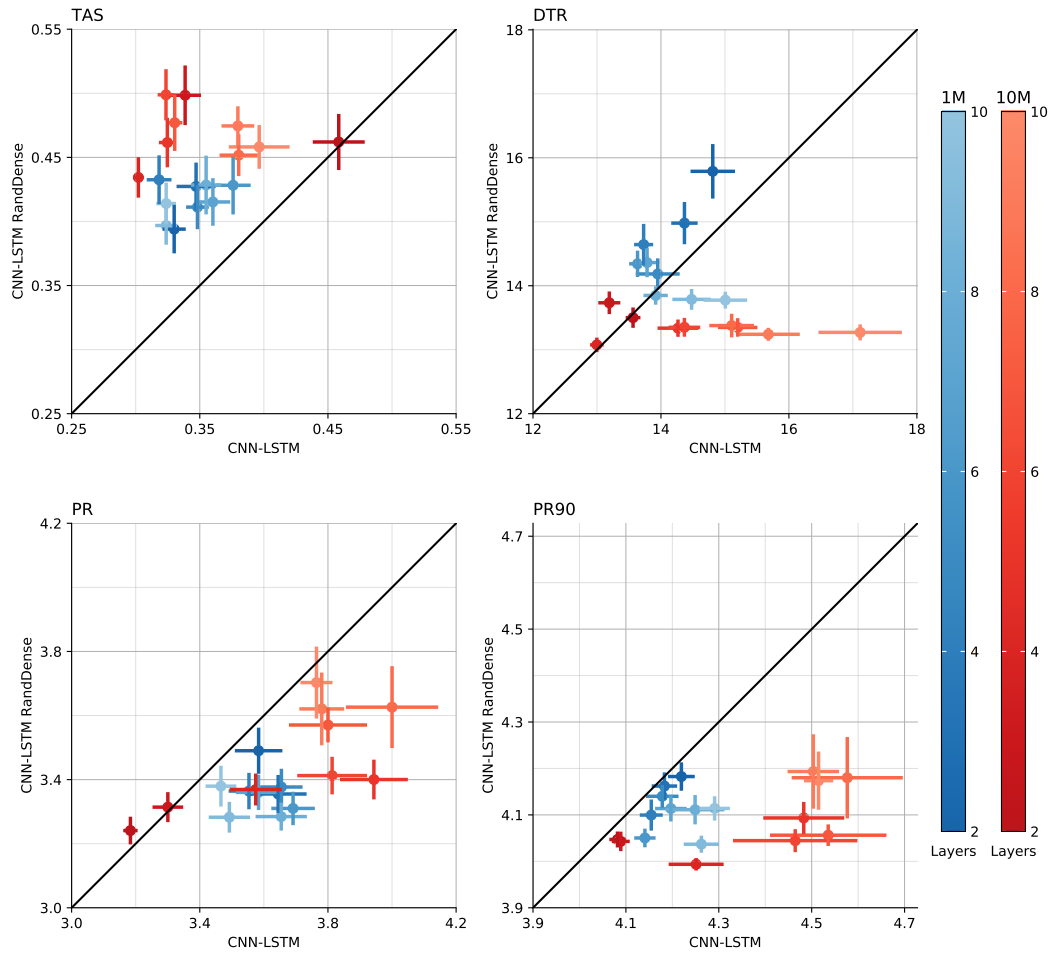 TAS
0.55
0.45
0.35
0.25
CNN-LSTM RandDense
0.25 0.35 0.45 0.55
CNN-LSTM
DTR
18
16
14
12
CNN-LSTM RandDense
12 14 16 18
CNN-LSTM
PR
4.2
3.8
3.4
3.0
CNN-LSTM RandDense
3.0 3.4 3.8 4.2
CNN-LSTM
PR90
4.7
4.5
4.3
4.1
3.9
CNN-LSTM RandDense
3.9 4.1 4.3 4.5 4.7
CNN-LSTM
1M 10M
10 10
8 8
6 6
4 4
2 2
Layers Layers